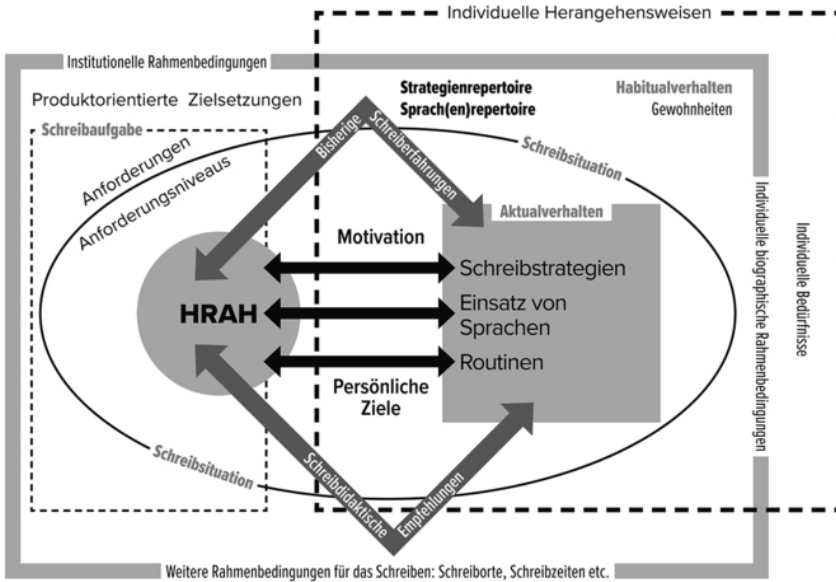 Individuelle Herangehensweisen
Institutionelle Rahmenbedingungen
Strategienrepertoire
Sprach(en)repertoire
Habitualverhalten
Gewohnheiten
Produktorientierte Zielsetzungen
Schreibaufgabe
Anforderungen
Anforderungsniveaus
Bisherige
Schreiberfahrungen
Schreibsituation
Aktualverhalten
Motivation
Schreibstrategien
HRAH
Einsatz von
Sprachen
Routinen
Persönliche
Ziele
Individuelle biographische Rahmenbedingungen
Individuelle Bedürfnisse
Schreibsituation
Schreibdidaktische
Empfehlungen
Weitere Rahmenbedingungen für das Schreiben: Schreiborte, Schreibzeiten etc.